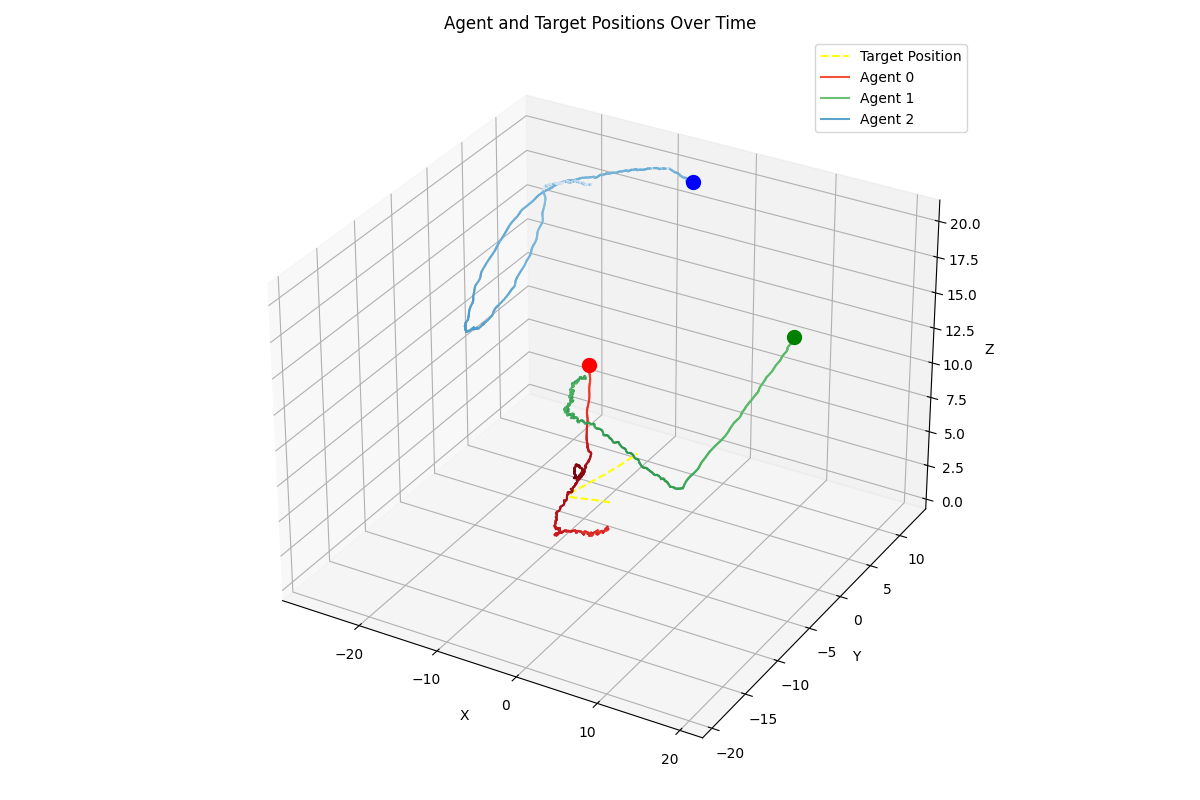 Agent and Target Positions Over Time
Target Position
Agent 0
Agent 1
Agent 2
20.0
17.5
15.0
Z
12.5
10.0
7.5
5.0
2.5
0.0
10
5
0
−5
Y
−10
−15
−20
−20
−10
X
0
10
20